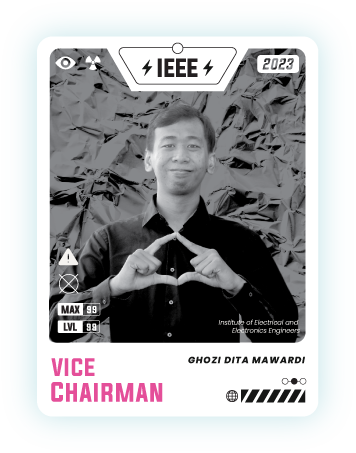 IEEE
2023
MAX 99
LVL 99
Institute of Electrical and
Electronics Engineers
GHOZI DITA MAWARDI
VICE
CHAIRMAN